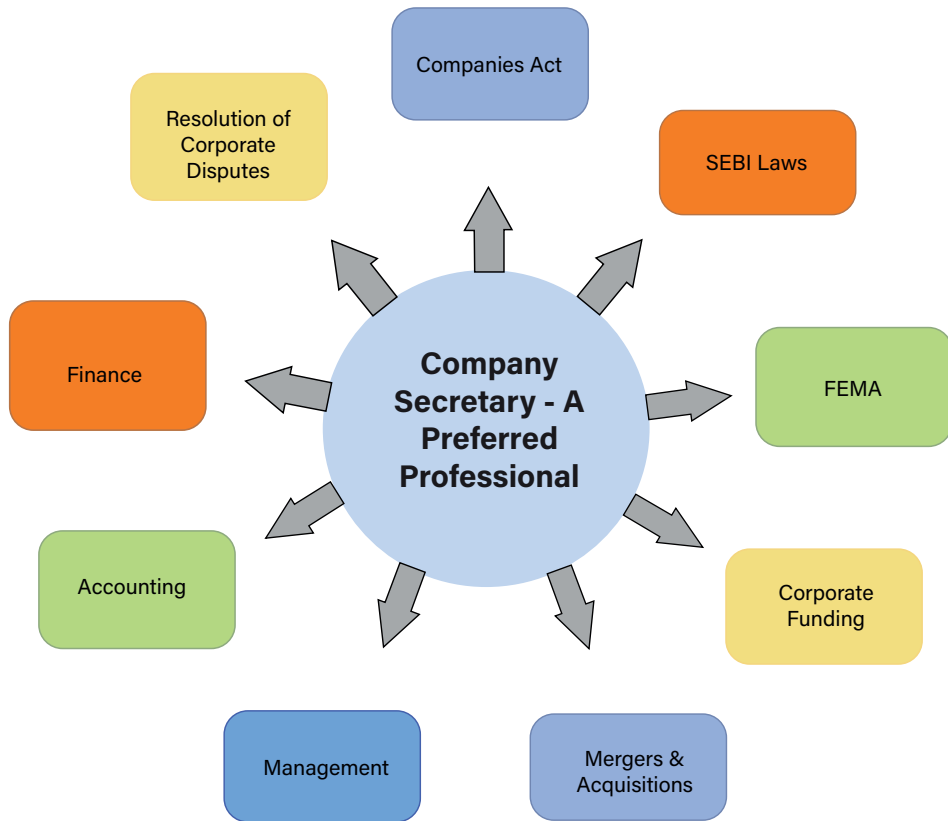 Companies Act
Resolution of
Corporate
Disputes
SEBI Laws
Company
Secretary - A
Preferred
Professional
Finance
FEMA
Accounting
Corporate
Funding
Management
Mergers &
Acquisitions